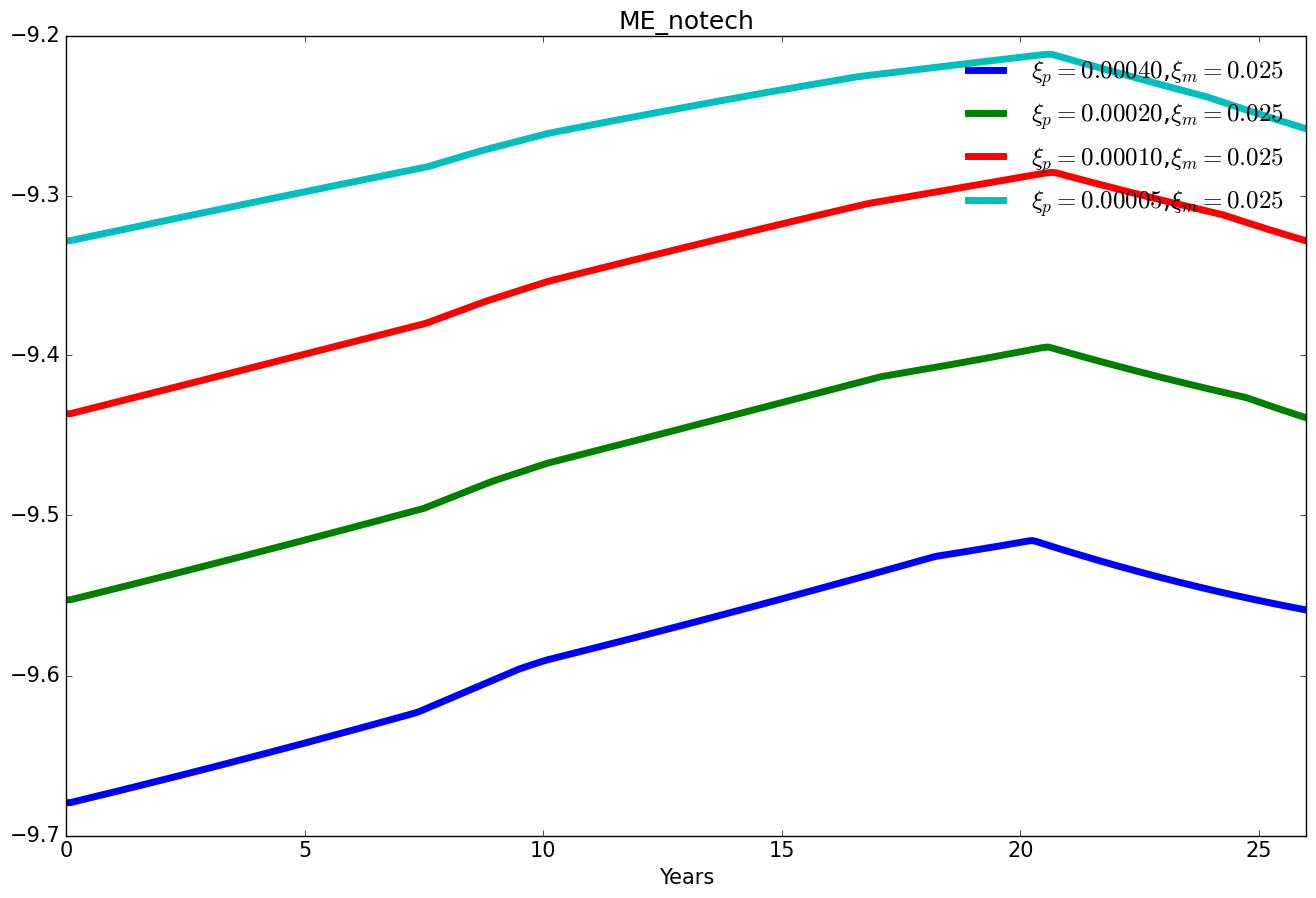 ME_notech
−9.2
−9.3
−9.4
−9.5
−9.6
−9.7
ξp = 0.00040,ξm = 0.025
ξp = 0.00020,ξm = 0.025
ξp = 0.00010,ξm = 0.025
ξp = 0.00005,ξm = 0.025
0 5 10 15 20 25
Years